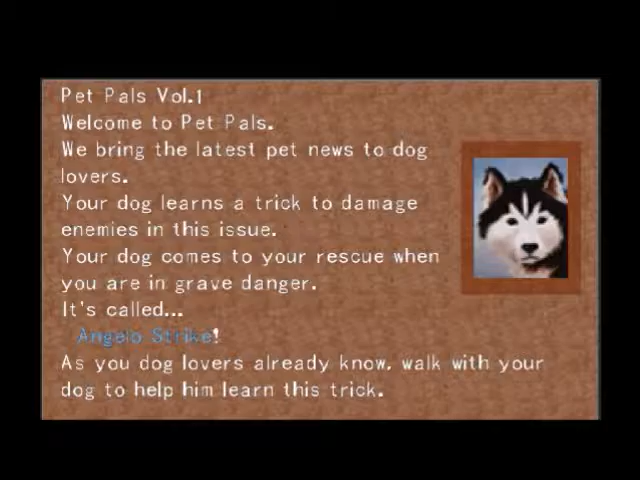 Pet Pals Vol.1
Welcome to Pet Pals.
We bring the latest pet news to dog
lovers.
Your dog learns a trick to damage
enemies in this issue.
Your dog comes to your rescue when
you are in grave danger.
It's called...
Angelo Strike!
As you dog lovers already know, walk with your
dog to help him learn this trick.